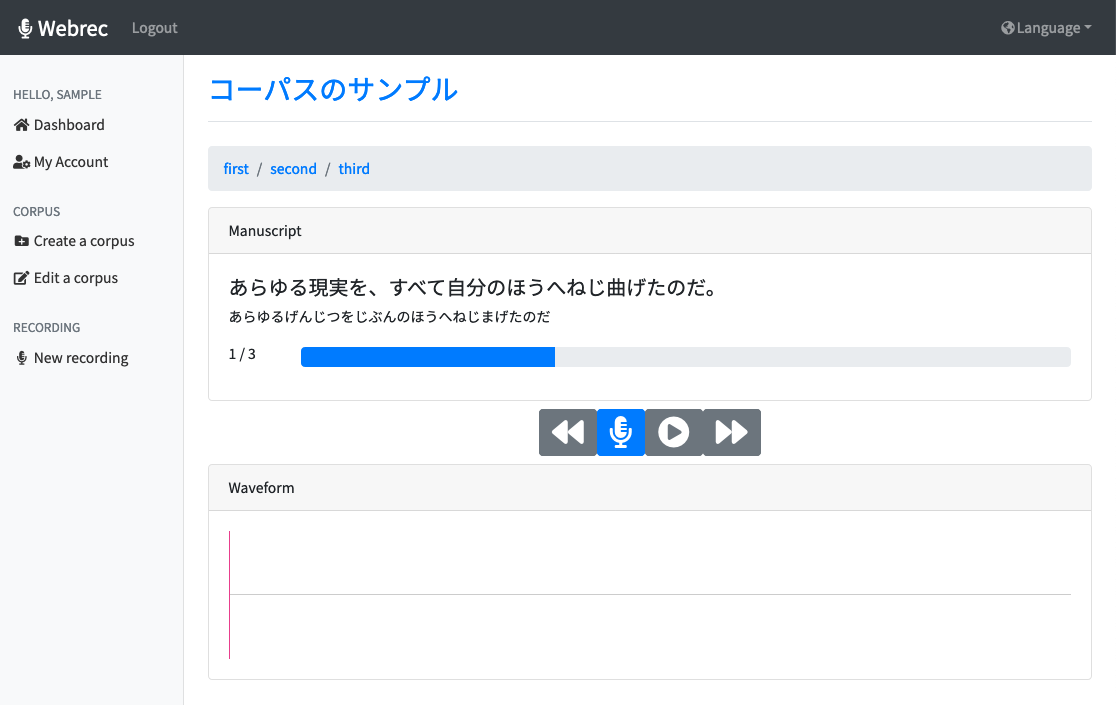 Webrec Logout Language
HELLO, SAMPLE
Dashboard
My Account
CORPUS
Create a corpus
Edit a corpus
RECORDING
New recording
コーパスのサンプル
first / second / third
Manuscript
あらゆる現実を、すべて自分のほうへねじ曲げたのだ。
あらゆるげんじつをじぶんのほうへねじまげたのだ
1 / 3
Waveform